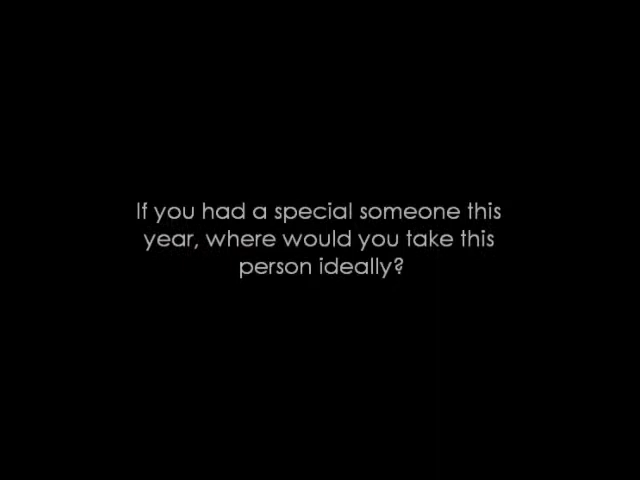 If you had a special someone this
year, where would you take this
person ideally?